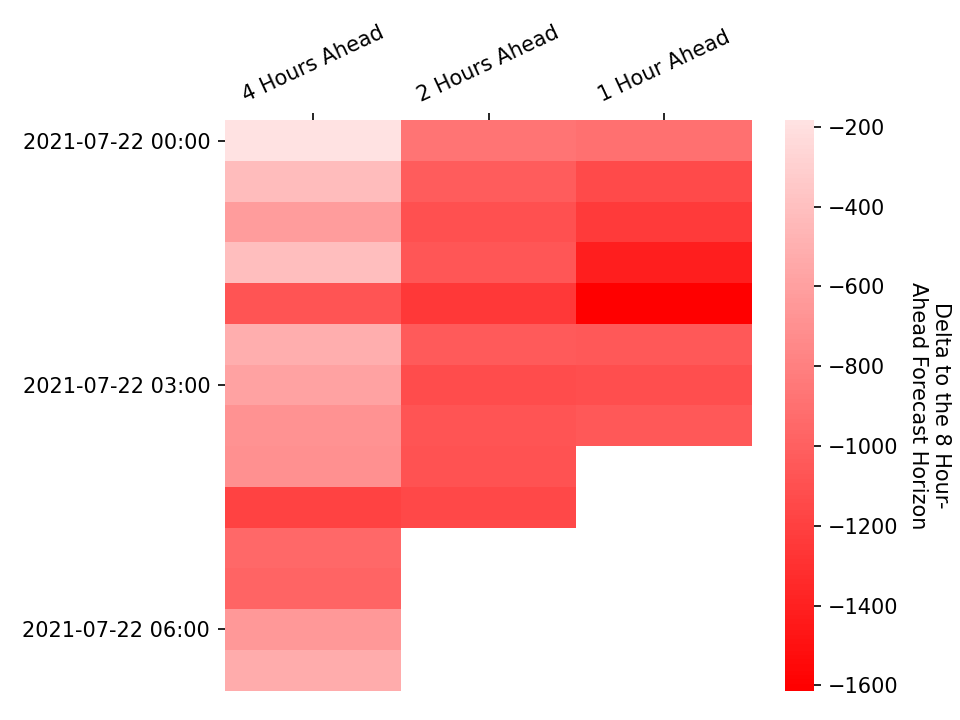 4 Hours Ahead
2 Hours Ahead
1 Hour Ahead
2021-07-22 00:00
2021-07-22 03:00
2021-07-22 06:00
−200
−400
−600
−800
−1000
−1200
−1400
−1600
Delta to the 8 Hour-
Ahead Forecast Horizon